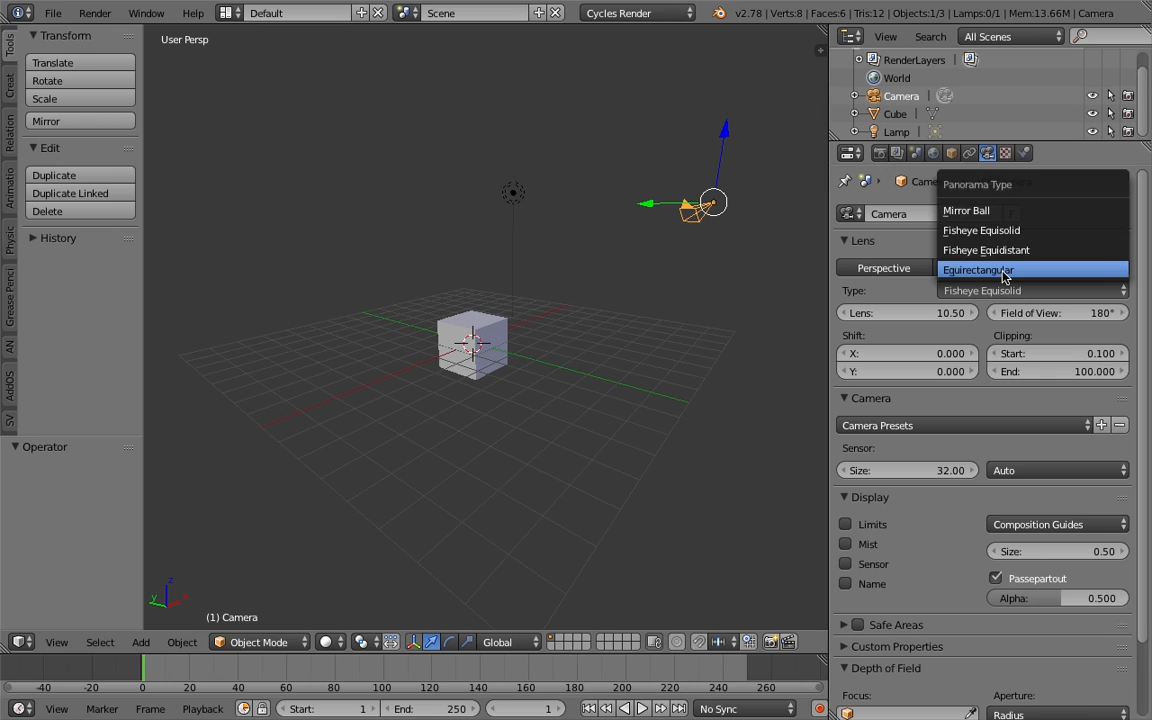 File Render Window Help Default Scene Cycles Render v2.78 | Verts:8 | Faces:6 | Tris:12 | Objects:1/3 | Lamps:0/1 | Mem:13.66M | Camera
Tools
Creat
Relation
Animatio
Physic
Grease Penci
AN
AddOS
SV
Transform
Translate
Rotate
Scale
Mirror
Edit
Duplicate
Duplicate Linked
Delete
History
Operator
User Persp
(1) Camera
View Select Add Object Object Mode Global
-40 -20 0 20 40 60 80 100 120 140 160 180 200 220 240 260
View Marker Frame Playback Start: 1 End: 250 1 No Sync
View Search All Scenes
RenderLayers |
World
Camera |
Cube |
Lamp |
Came
Panorama Type
Mirror Ball
Fisheye Equisolid
Fisheye Equidistant
Equirectangular
Camera F
Lens
Perspective
Type: Fisheye Equisolid
Lens: 10.50 Field of View: 180°
Shift: Clipping:
X: 0.000 Start: 0.100
Y: 0.000 End: 100.000
Camera
Camera Presets
Sensor:
Size: 32.00 Auto
Display
Limits Composition Guides
Mist Size: 0.50
Sensor Passepartout
Name Alpha: 0.500
Safe Areas
Custom Properties
Depth of Field
Focus: Aperture:
Radius